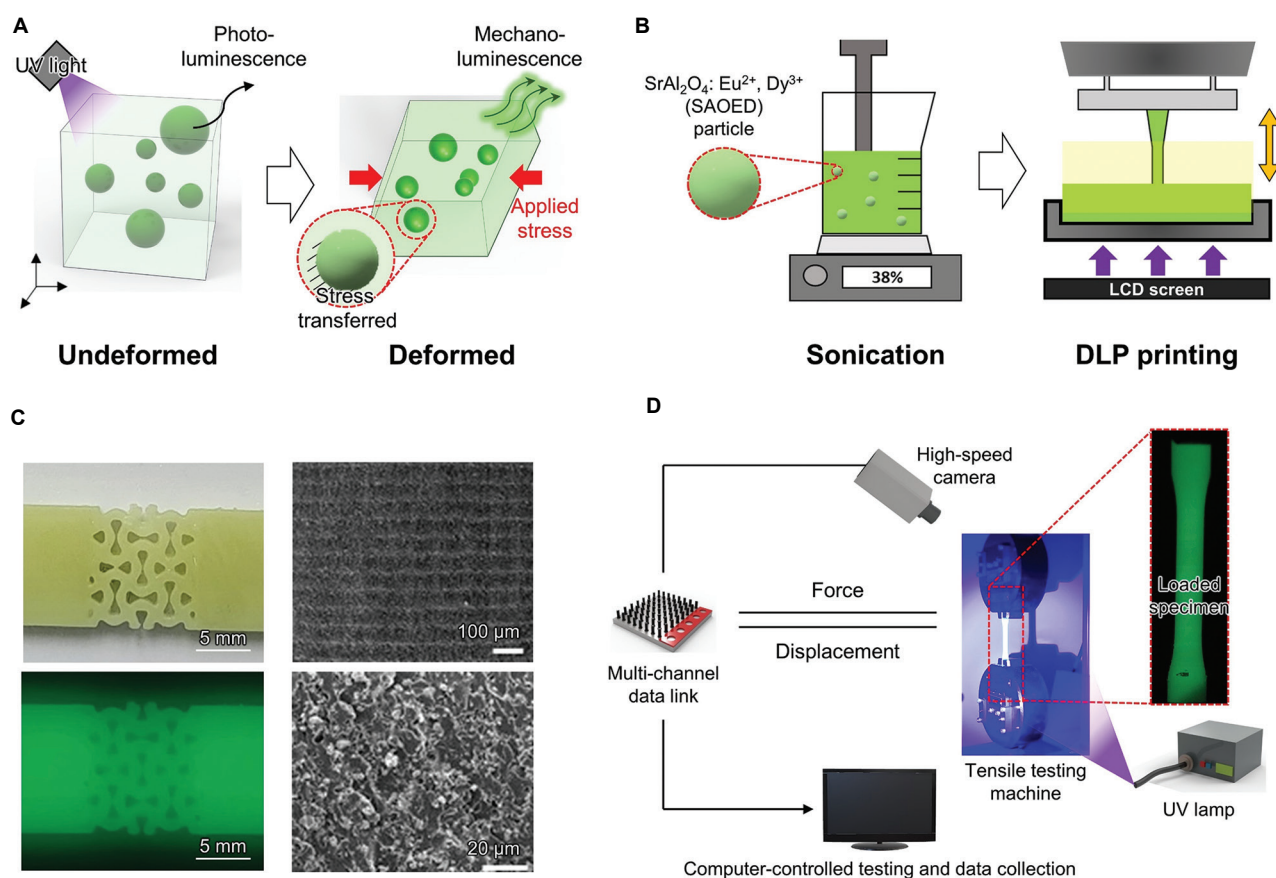 A
UV light
Photo-
luminescence
Mechano-
luminescence
Applied
stress
Stress
transferred
Undeformed
Deformed
B
SrAl₂O₄: Eu²⁺, Dy³⁺
(SAOED)
particle
38%
LCD screen
Sonication
DLP printing
C
5 mm
100 µm
5 mm
20 µm
D
High-speed
camera
Force
Displacement
Multi-channel
data link
Loaded
specimen
Tensile testing
machine
UV lamp
Computer-controlled testing and data collection